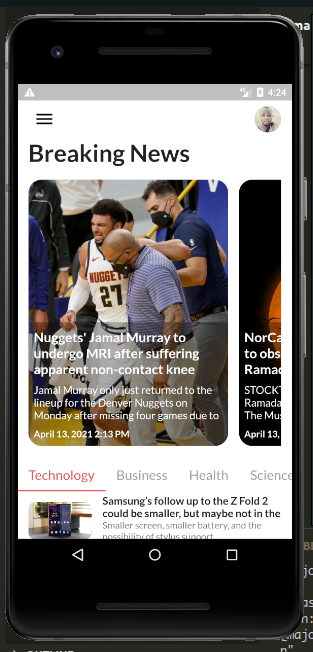 4:24
Breaking News
NUGGETS
27
Nuggets' Jamal Murray to
undergo MRI after suffering
apparent non-contact knee
Jamal Murray only just returned to the
lineup for the Denver Nuggets on
Monday after missing four games due to
April 13, 2021 2:13 PM
NorCa
to obs
Ramad
STOCKT
Ramada
The Mus
April 13,
Technology Business Health Science
Samsung's follow up to the Z Fold 2
could be smaller, but maybe not in the
Smaller screen, smaller battery, and the
possibility of stylus support